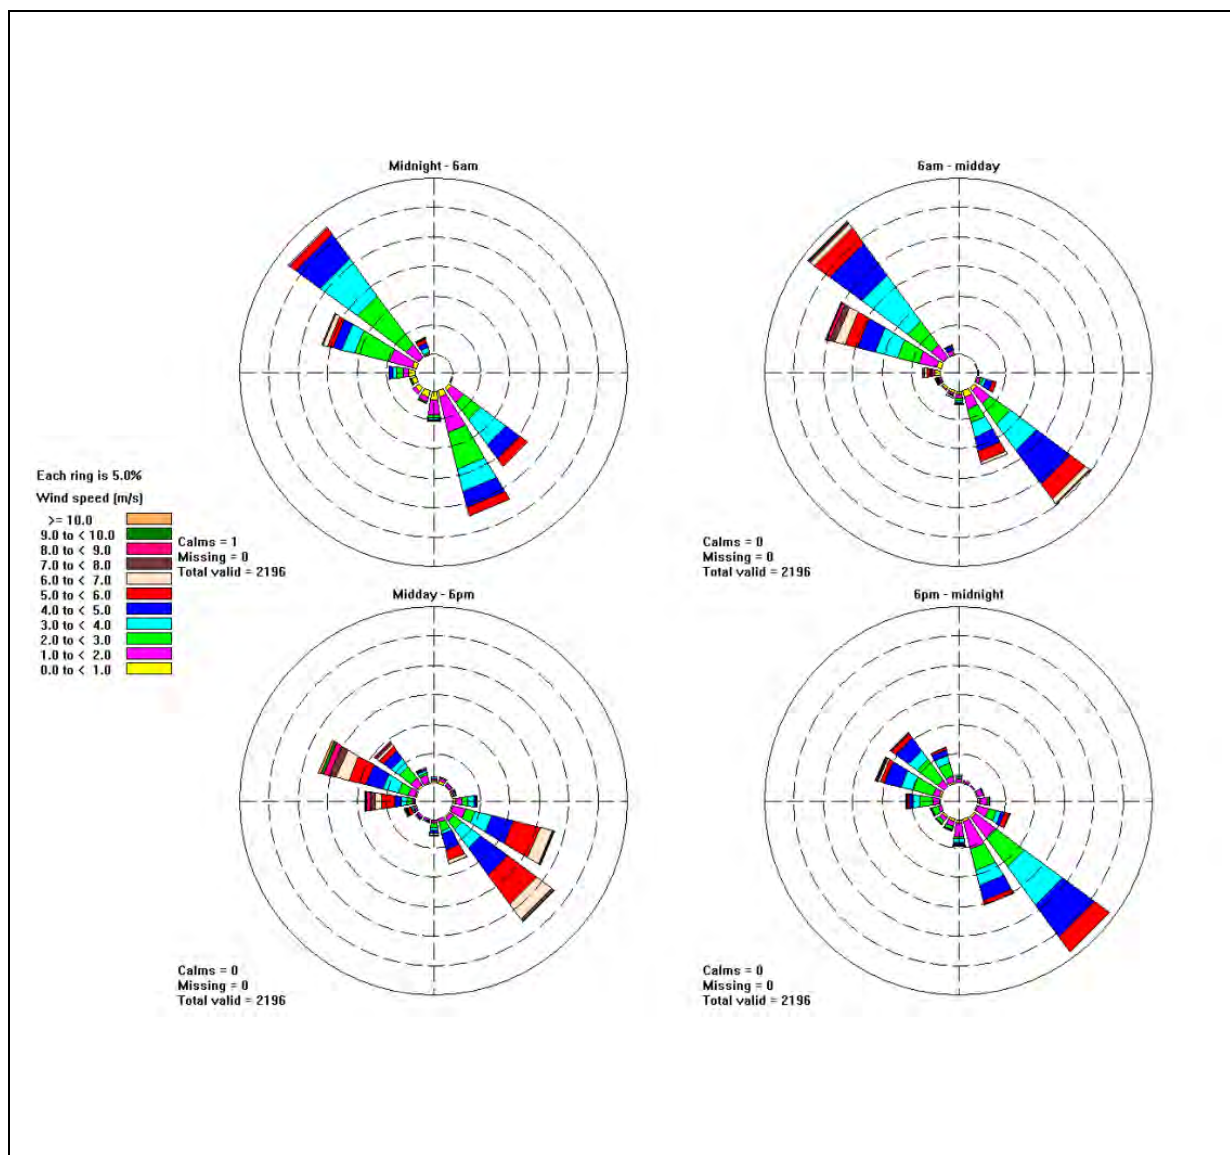 Midnight - 6am
6am - midday
Each ring is 5.0%
Wind speed (m/s)
>= 10.0
9.0 to < 10.0
8.0 to < 9.0
7.0 to < 8.0
6.0 to < 7.0
5.0 to < 6.0
4.0 to < 5.0
3.0 to < 4.0
2.0 to < 3.0
1.0 to < 2.0
0.0 to < 1.0
Calms = 1
Missing = 0
Total valid = 2196
Calms = 0
Missing = 0
Total valid = 2196
Midday - 6pm
6pm - midnight
Calms = 0
Missing = 0
Total valid = 2196
Calms = 0
Missing = 0
Total valid = 2196